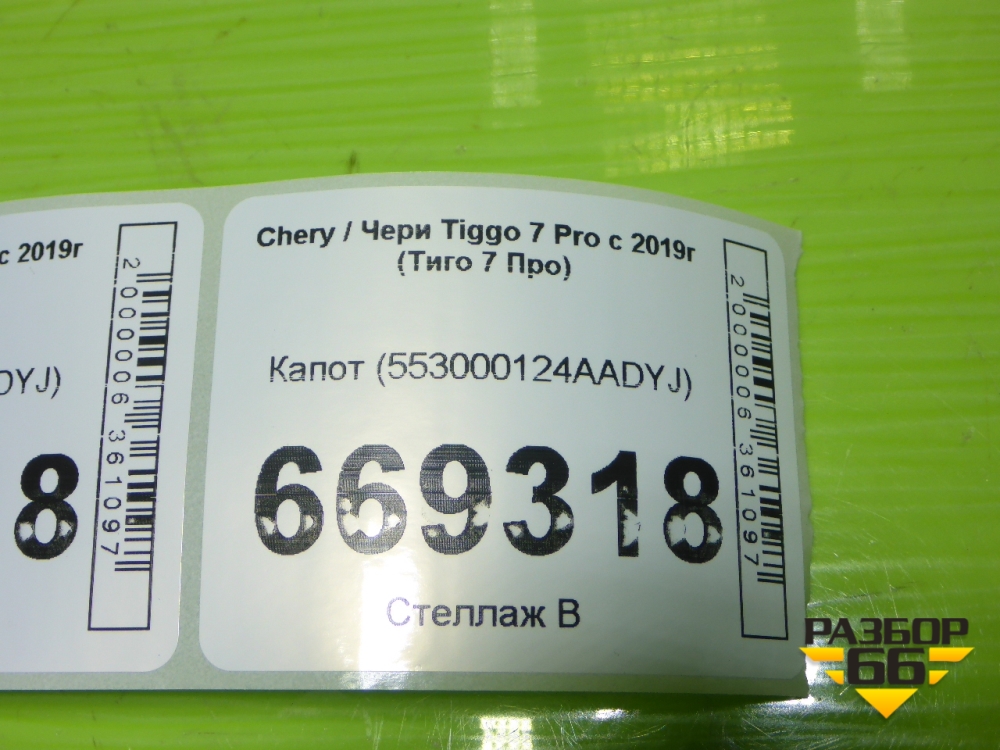 с 2019г
DYJ)
8
2000006361097
Chery / Чери Tiggo 7 Pro с 2019г
(Тиго 7 Про)
Капот (553000124AADYJ)
669318
Стеллаж В
2000006361097
РАЗБОР
66